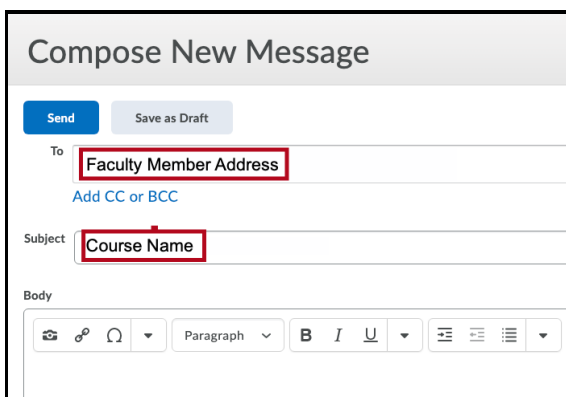 Compose New Message
Send Save as Draft
To
Faculty Member Address
Add CC or BCC
Subject
Course Name
Body
Ω Paragraph B I U